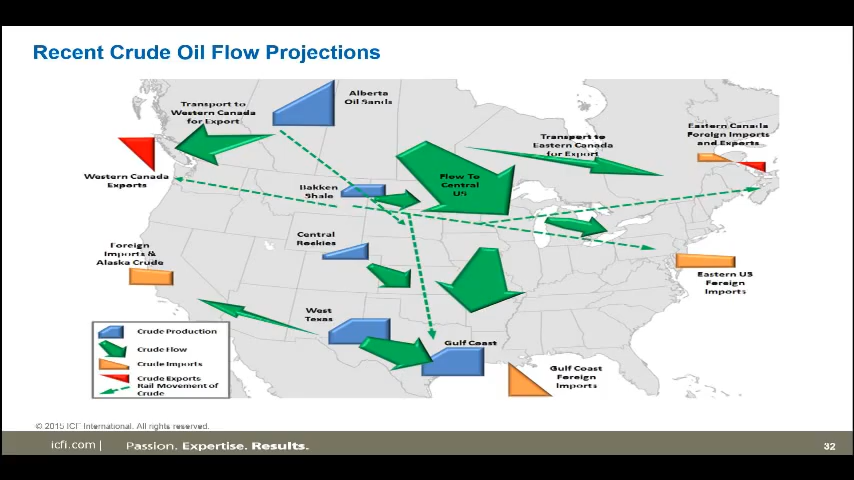 Recent Crude Oil Flow Projections
Transport to
Western Canada
for Export
Alberta
Oil Sands
Transport to
Eastern Canada
for Export
Eastern Canada
Foreign Imports
and Exports
Western Canada
Exports
Bakken
Shale
Flow To
Central
US
Central
Rockies
Foreign
Imports &
Alaska Crude
Eastern US
Foreign
Imports
West
Texas
Gulf Coast
Gulf Coast
Foreign
Imports
Crude Production
Crude Flow
Crude Imports
Crude Exports
Rail Movement of
Crude
© 2015 ICF International. All rights reserved.
icfi.com | Passion. Expertise. Results.
32